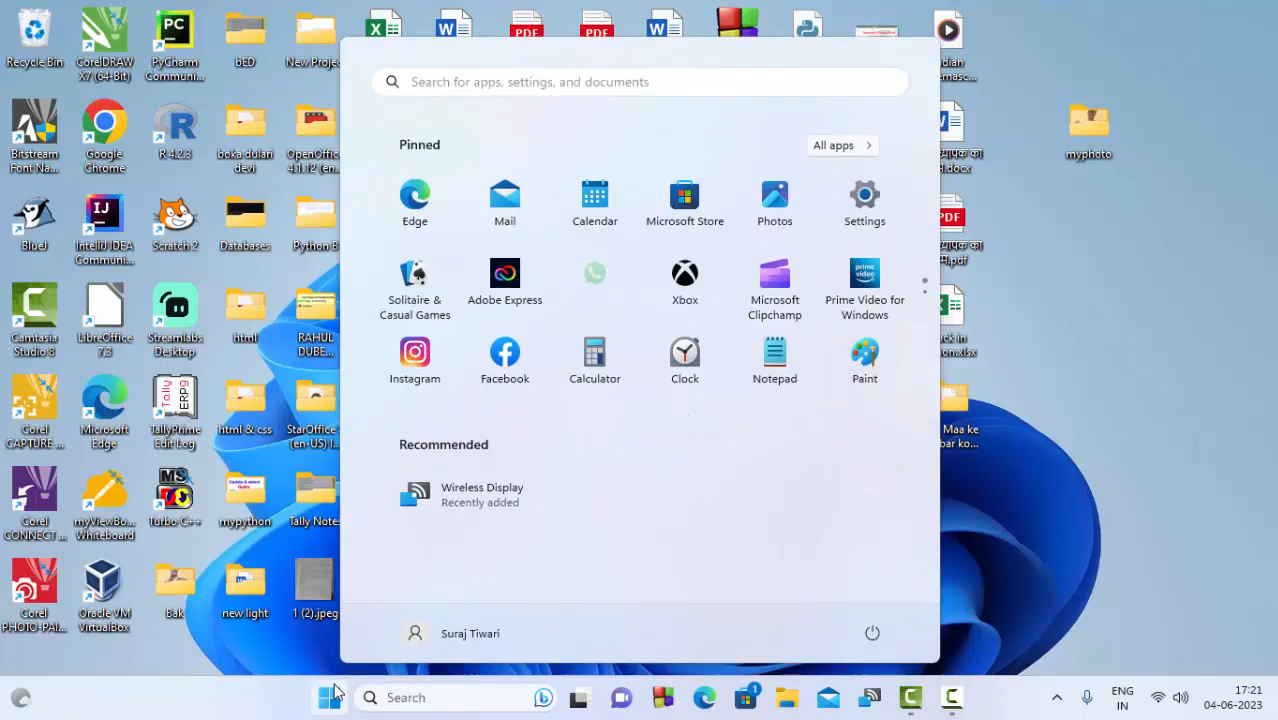 Recycle Bin
CorelDRAW
X7 (64-Bit)
PyCharm
Communi...
bED
New Projec
PDF
PDF
Bitstream
Font Na...
Google
Chrome
R 4.2.3
boka dulari
devi
OpenOffice
4.1.12 (en...
BlueJ
IntelliJ IDEA
Communi...
Scratch 2
Databases
Python B
Camtasia
Studio 8
LibreOffice
7.3
Streamlabs
Desktop
html
RAHUL
DUBE...
Corel
CAPTURE ...
Microsoft
Edge
TallyPrime
Edit Log
html & css
StarOffice
(en-US) I
Corel
CONNECT ...
myViewBo...
Whiteboard
Turbo C++
mypython
Tally Notes
Corel
PHOTO-PAI...
Oracle VM
VirtualBox
Bak
new light
1 (2).jpeg
Search for apps, settings, and documents
Pinned
All apps
Edge
Mail
Calendar
Microsoft Store
Photos
Settings
Solitaire &
Casual Games
Adobe Express
Xbox
Microsoft
Clipchamp
Prime Video for
Windows
Instagram
Facebook
Calculator
Clock
Notepad
Paint
Recommended
Wireless Display
Recently added
Suraj Tiwari
PDF
Maa ke
bar ko...
myphoto
Search
1
ENG
IN
17:21
04-06-2023